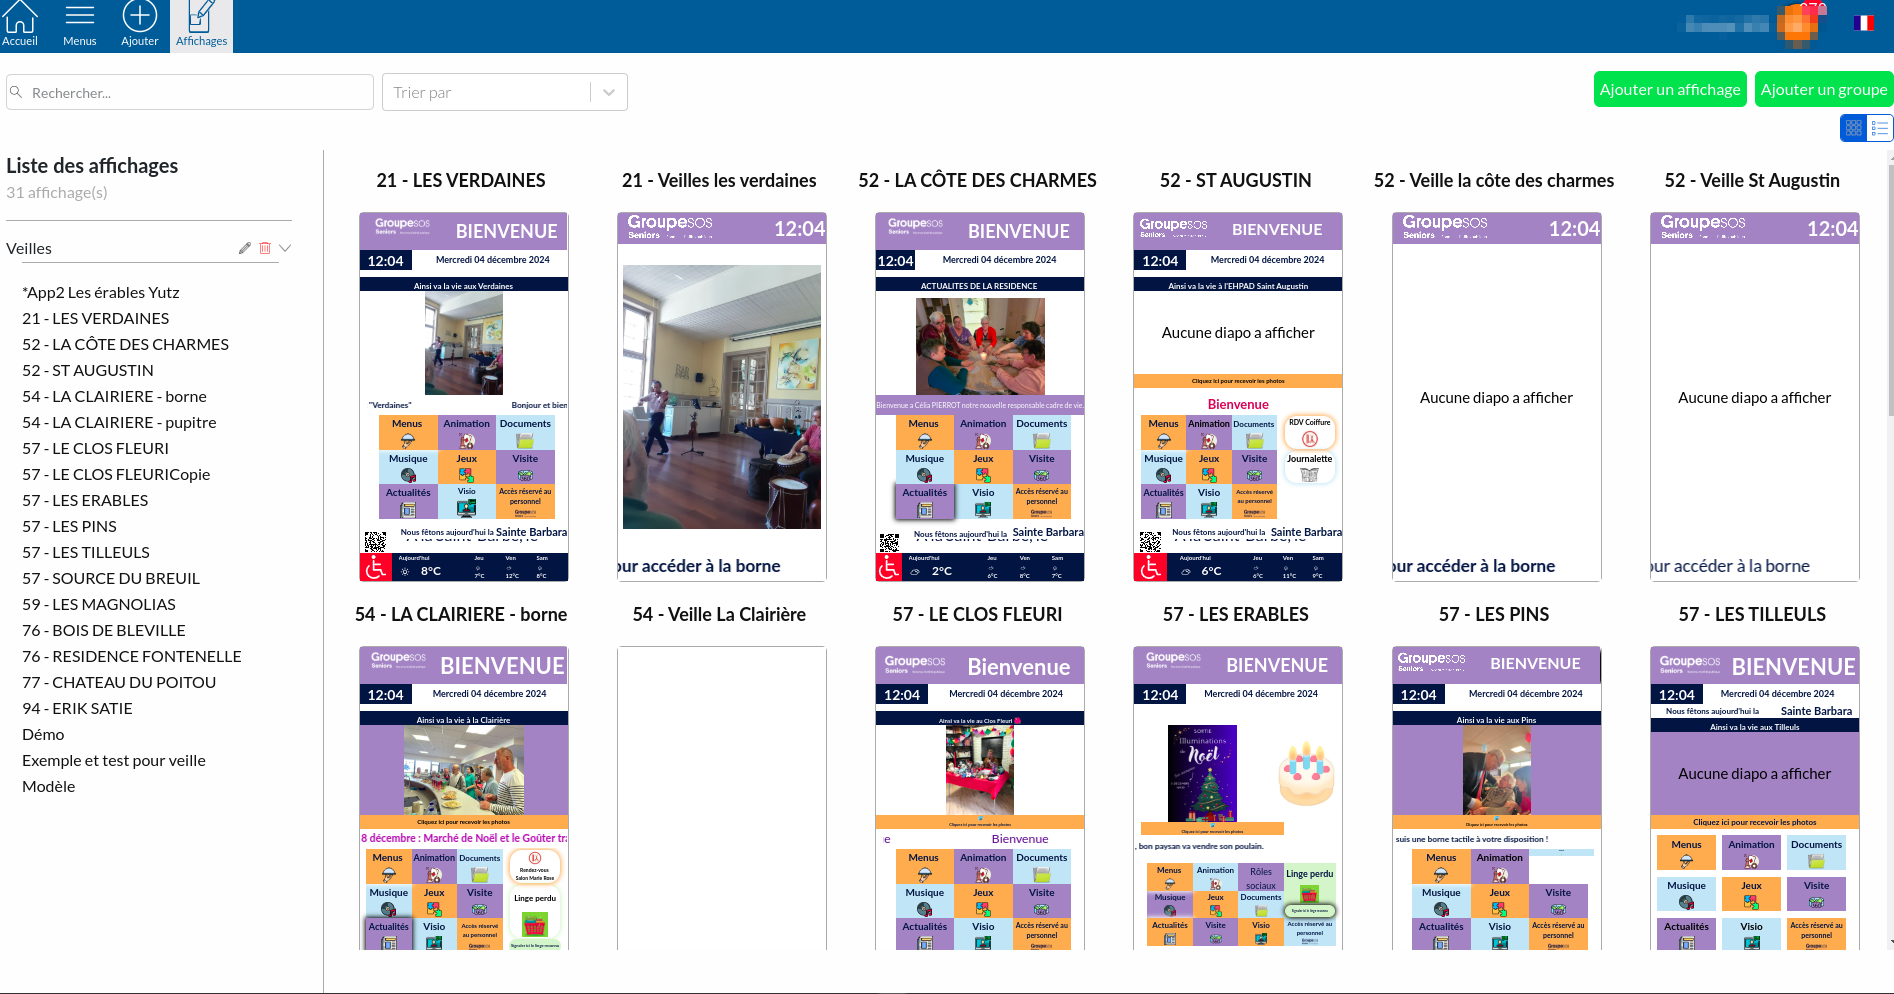 Accueil
Menus
Ajouter
Affichages
Rechercher...
Trier par
Ajouter un affichage
Ajouter un groupe
Liste des affichages
31 affichage(s)
Veilles
*App2 Les érables Yutz
21 - LES VERDAINES
52 - LA CÔTE DES CHARMES
52 - ST AUGUSTIN
54 - LA CLAIRIERE - borne
54 - LA CLAIRIERE - pupitre
57 - LE CLOS FLEURI
57 - LE CLOS FLEURICopie
57 - LES ERABLES
57 - LES PINS
57 - LES TILLEULS
57 - SOURCE DU BREUIL
59 - LES MAGNOLIAS
76 - BOIS DE BLEVILLE
76 - RESIDENCE FONTENELLE
77 - CHATEAU DU POITOU
94 - ERIK SATIE
Démo
Exemple et test pour veille
Modèle
21 - LES VERDAINES
Groupesos
Seniors
BIENVENUE
12:04
Mercredi 04 décembre 2024
Ainsi va la vie aux Verdaines
"Verdaines"
Bonjour et bien
Menus
Animation
Documents
Musique
Jeux
Visite
Actualités
Visio
Accès réservé au
personnel
Nous fêtons aujourd'hui la Sainte Barbara
Aujourd'hui
Jeu
Ven
Sam
8°C
7°C
12°C
8°C
21 - Veilles les verdaines
Groupesos
Seniors
12:04
our accéder à la borne
52 - LA CÔTE DES CHARMES
Groupesos
Seniors
BIENVENUE
12:04
Mercredi 04 décembre 2024
ACTUALITES DE LA RESIDENCE
Bienvenue a Célia PIERROT notre nouvelle responsable cadre de vie.
Menus
Animation
Documents
Musique
Jeux
Visite
Actualités
Visio
Accès réservé au
personnel
Nous fêtons aujourd'hui la Sainte Barbara
Aujourd'hui
Jeu
Ven
Sam
2°C
6°C
8°C
7°C
52 - ST AUGUSTIN
Groupesos
Seniors
BIENVENUE
12:04
Mercredi 04 décembre 2024
Ainsi va la vie à l'EHPAD Saint Augustin
Aucune diapo a afficher
Cliquez ici pour recevoir les photos
Bienvenue
Menus
Animation
Documents
RDV Coiffure
Musique
Jeux
Visite
Journalette
Actualités
Visio
Accès réservé
au personnel
Nous fêtons aujourd'hui la Sainte Barbara
Aujourd'hui
Jeu
Ven
Sam
6°C
6°C
11°C
9°C
52 - Veille la côte des charmes
Groupesos
Seniors
12:04
Aucune diapo a afficher
our accéder à la borne
52 - Veille St Augustin
Groupesos
Seniors
12:04
Aucune diapo a afficher
our accéder à la borne
54 - LA CLAIRIERE - borne
Groupesos
Seniors
BIENVENUE
12:04
Mercredi 04 décembre 2024
Ainsi va la vie à la Clairière
Cliquez ici pour recevoir les photos
8 décembre : Marché de Noël et le Goûter tra
Menus
Animation
Documents
Rendez-vous
Salon Marie Rose
Musique
Jeux
Visite
Linge perdu
Actualités
Visio
Accès réservé
au personnel
54 - Veille La Clairière
57 - LE CLOS FLEURI
Groupesos
Seniors
Bienvenue
12:04
Mercredi 04 décembre 2024
Ainsi va la vie au Clos Fleuri
Cliquez ici pour recevoir les photos
e
Bienvenue
Menus
Animation
Documents
Musique
Jeux
Visite
Actualités
Visio
Accès réservé au
personnel
57 - LES ERABLES
Groupesos
Seniors
BIENVENUE
12:04
Mercredi 04 décembre 2024
SORTIE
Illuminations
de
Noël
Cliquez ici pour recevoir les photos
, bon paysan va vendre son poulain.
Menus
Animation
Rôles
sociaux
Linge perdu
Musique
Jeux
Documents
Actualités
Visite
Visio
Accès réservé au
personnel
57 - LES PINS
Groupesos
Seniors
BIENVENUE
12:04
Mercredi 04 décembre 2024
Ainsi va la vie aux Pins
Cliquez ici pour recevoir les photos
suis une borne tactile à votre disposition !
Menus
Animation
Musique
Jeux
Visite
Actualités
Visio
Accès réservé au
personnel
57 - LES TILLEULS
Groupesos
Seniors
BIENVENUE
12:04
Mercredi 04 décembre 2024
Nous fêtons aujourd'hui la
Sainte Barbara
Ainsi va la vie aux Tilleuls
Aucune diapo a afficher
Cliquez ici pour recevoir les photos
Menus
Animation
Documents
Musique
Jeux
Visite
Actualités
Visio
Accès réservé au
personnel